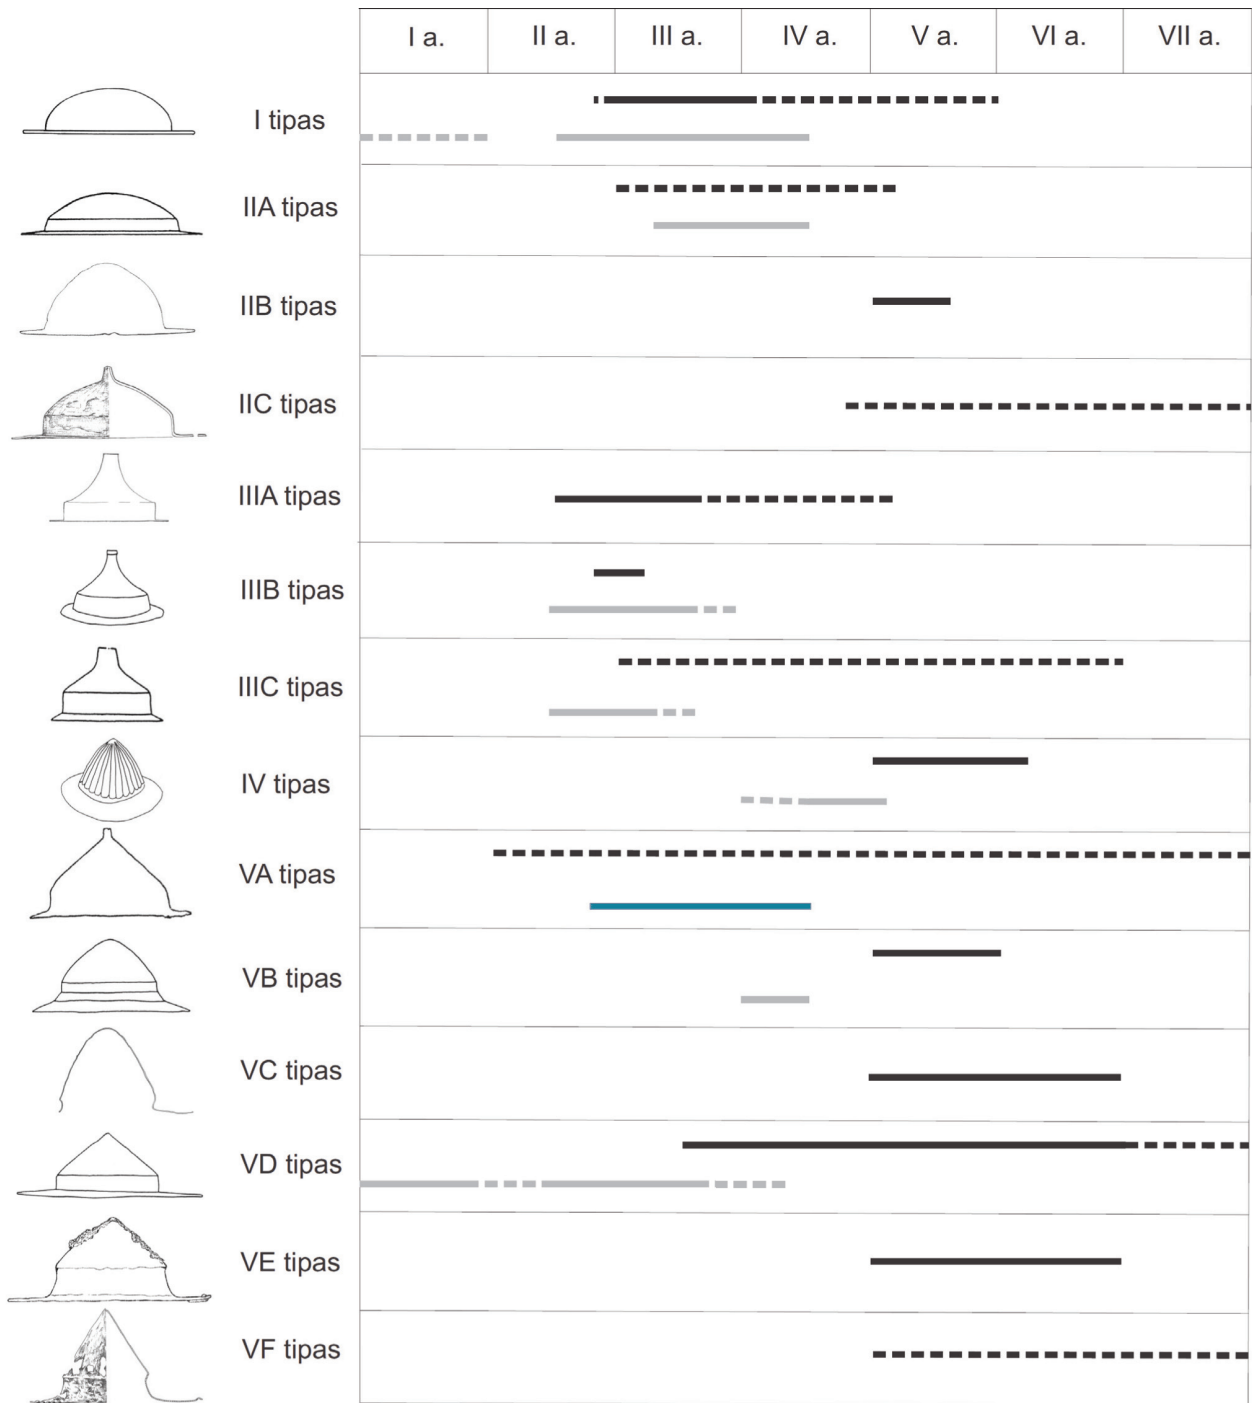 I a. II a. III a. IV a. V a. VI a. VII a.
I tipas
IIA tipas
IIB tipas
IIC tipas
IIIA tipas
IIIB tipas
IIIC tipas
IV tipas
VA tipas
VB tipas
VC tipas
VD tipas
VE tipas
VF tipas